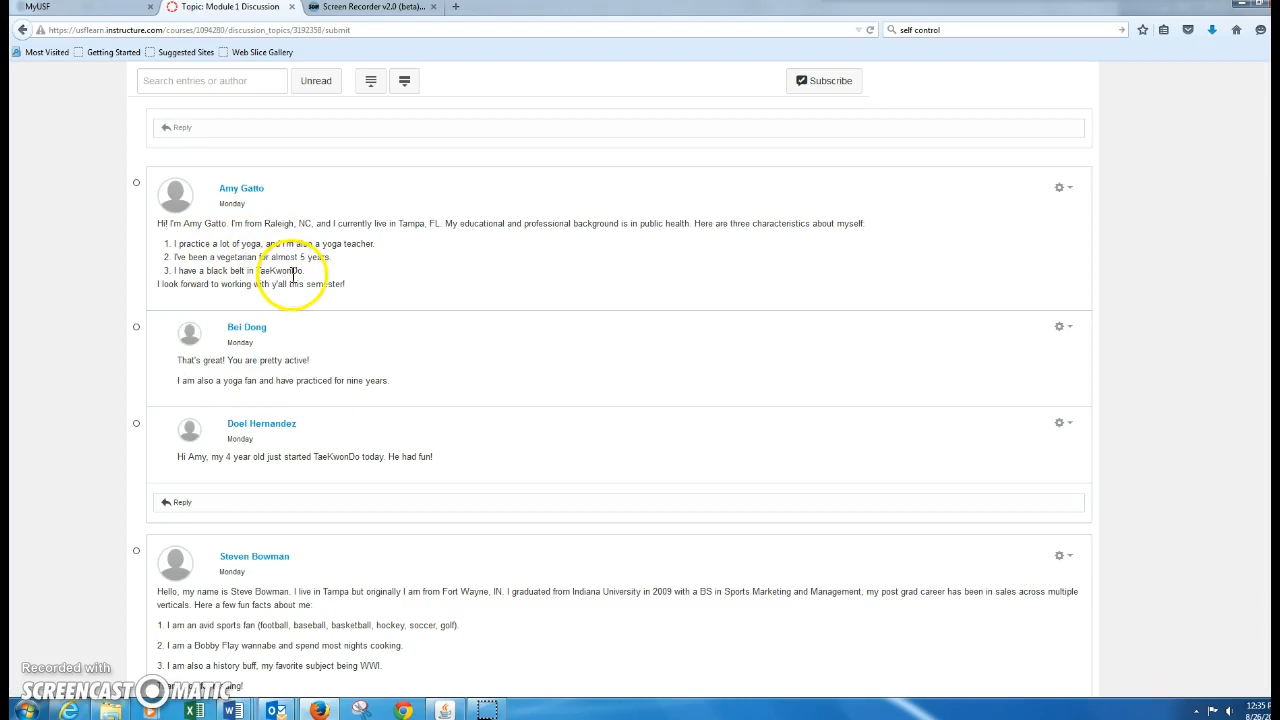 MyUSF
Topic: Module 1 Discussion
Screen Recorder v2.0 (beta)...
https://usflearn.instructure.com/courses/1094280/discussion_topics/3192358/submit
self control
Most Visited Getting Started Suggested Sites Web Slice Gallery
Search entries or author Unread Subscribe
Reply
Amy Gatto
Monday
Hi! I'm Amy Gatto. I'm from Raleigh, NC, and I currently live in Tampa, FL. My educational and professional background is in public health. Here are three characteristics about myself:
1. I practice a lot of yoga, and I'm also a yoga teacher.
2. I've been a vegetarian for almost 5 years.
3. I have a black belt in TaeKwonDo.
I look forward to working with y'all this semester!
Bei Dong
Monday
That's great! You are pretty active!
I am also a yoga fan and have practiced for nine years.
Doel Hernandez
Monday
Hi Amy, my 4 year old just started TaeKwonDo today. He had fun!
Reply
Steven Bowman
Monday
Hello, my name is Steve Bowman. I live in Tampa but originally I am from Fort Wayne, IN. I graduated from Indiana University in 2009 with a BS in Sports Marketing and Management, my post grad career has been in sales across multiple
verticals. Here a few fun facts about me:
1. I am an avid sports fan (football, baseball, basketball, hockey, soccer, golf).
2. I am a Bobby Flay wannabe and spend most nights cooking.
3. I am also a history buff, my favorite subject being WWI.
Recorded with
SCREENCAST MATIC
12:35 PM